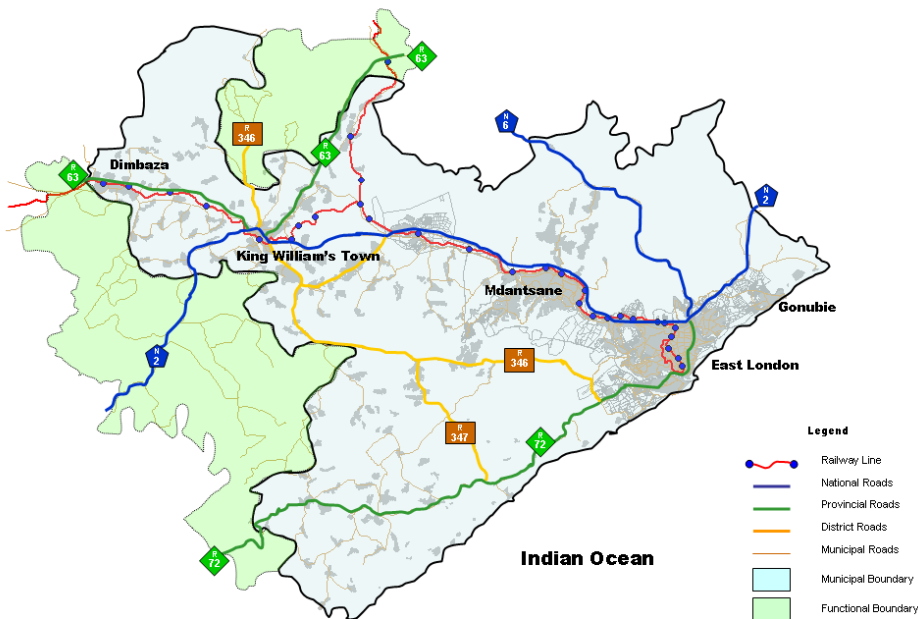 R
63
N
6
R
346
R
63
Dimbaza
R
63
N
2
King William's Town
Mdantsane
Gonubie
N
2
R
346
East London
R
347
R
72
R
72
Indian Ocean
Legend
Railway Line
National Roads
Provincial Roads
District Roads
Municipal Roads
Municipal Boundary
Functional Boundary